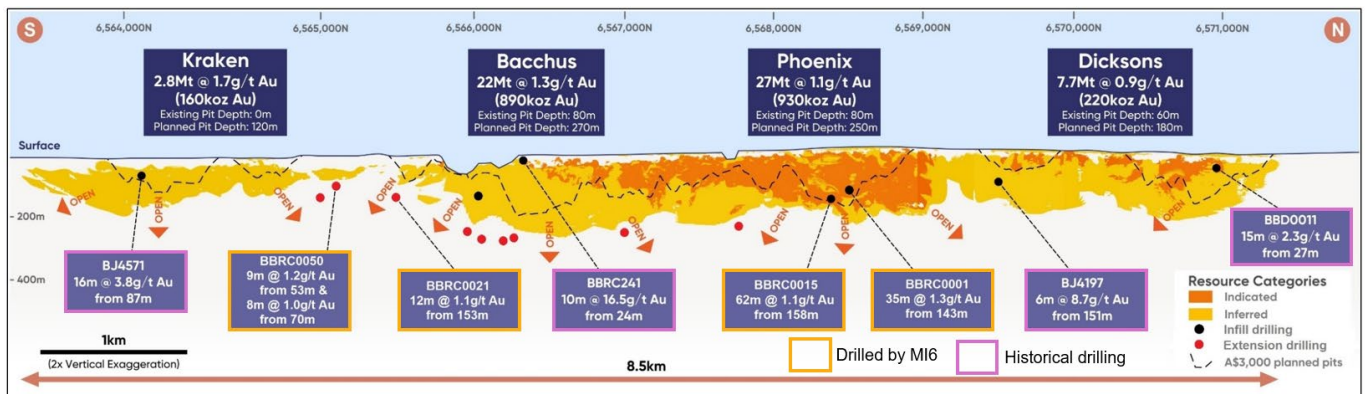 S
6,564,000N
6,565,000N
6,566,000N
6,567,000N
6,568,000N
6,569,000N
6,570,000N
6,571,000N
N
Kraken
2.8Mt @ 1.7g/t Au
(160koz Au)
Existing Pit Depth: 0m
Planned Pit Depth: 120m
Bacchus
22Mt @ 1.3g/t Au
(890koz Au)
Existing Pit Depth: 80m
Planned Pit Depth: 270m
Phoenix
27Mt @ 1.1g/t Au
(930koz Au)
Existing Pit Depth: 80m
Planned Pit Depth: 250m
Dicksons
7.7Mt @ 0.9g/t Au
(220koz Au)
Existing Pit Depth: 60m
Planned Pit Depth: 180m
Surface
- 200m
- 400m
OPEN
OPEN
OPEN
OPEN
OPEN
OPEN
OPEN
OPEN
OPEN
OPEN
OPEN
BJ4571
16m @ 3.8g/t Au
from 87m
BBRC0050
9m @ 1.2g/t Au
from 53m &
8m @ 1.0g/t Au
from 70m
BBRC0021
12m @ 1.1g/t Au
from 153m
BBRC241
10m @ 16.5g/t Au
from 24m
BBRC0015
62m @ 1.1g/t Au
from 158m
BBRC0001
35m @ 1.3g/t Au
from 143m
BJ4197
6m @ 8.7g/t Au
from 151m
BBD0011
15m @ 2.3g/t Au
from 27m
Resource Categories
Indicated
Inferred
Infill drilling
Extension drilling
A$3,000 planned pits
1km
(2x Vertical Exaggeration)
Drilled by MI6
Historical drilling
8.5km